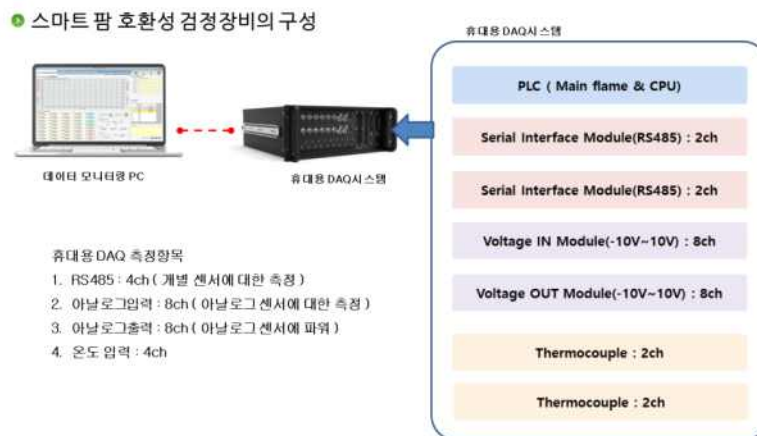 스마트 팜 호환성 검정장비의 구성
데이터 모니터링 PC
휴대용 DAQ시스템
휴대용 DAQ 측정항목
1. RS485 : 4ch ( 개별 센서에 대한 측정 )
2. 아날로그입력 : 8ch ( 아날로그 센서에 대한 측정 )
3. 아날로그출력 : 8ch ( 아날로그 센서에 파워 )
4. 온도 입력 : 4ch
휴대용 DAQ시스템
PLC ( Main flame & CPU)
Serial Interface Module(RS485) : 2ch
Serial Interface Module(RS485) : 2ch
Voltage IN Module(-10V~10V) : 8ch
Voltage OUT Module(-10V~10V) : 8ch
Thermocouple : 2ch
Thermocouple : 2ch